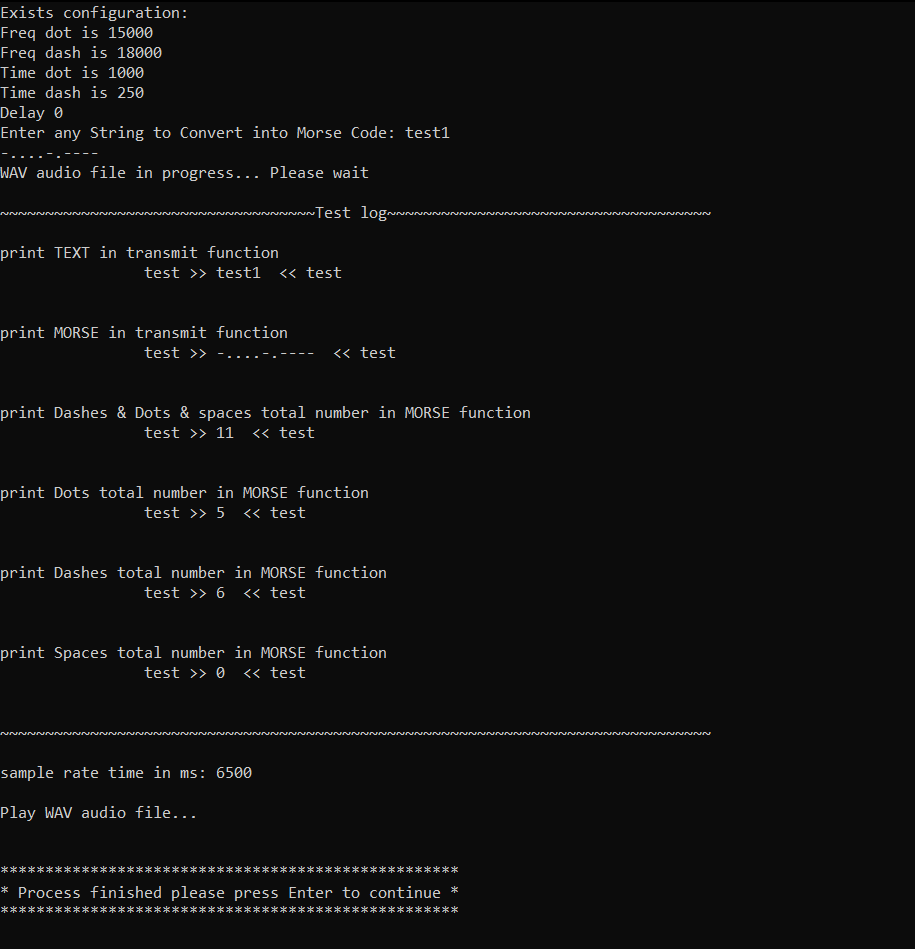 Exists configuration:
Freq dot is 15000
Freq dash is 18000
Time dot is 1000
Time dash is 250
Delay 0
Enter any String to Convert into Morse Code: test1
-....-.----
WAV audio file in progress... Please wait
~~~~~~~~~~~~~~~~~~~~~~~~~~~~~~~~~~~Test log~~~~~~~~~~~~~~~~~~~~~~~~~~~~~~~~~~~~
print TEXT in transmit function
test >> test1  << test
print MORSE in transmit function
test >> -....-.----  << test
print Dashes & Dots & spaces total number in MORSE function
test >> 11  << test
print Dots total number in MORSE function
test >> 5  << test
print Dashes total number in MORSE function
test >> 6  << test
print Spaces total number in MORSE function
test >> 0  << test
~~~~~~~~~~~~~~~~~~~~~~~~~~~~~~~~~~~~~~~~~~~~~~~~~~~~~~~~~~~~~~~~~~~~~~~~~~~~~~~
sample rate time in ms: 6500
Play WAV audio file...
***************************************************
* Process finished please press Enter to continue *
***************************************************